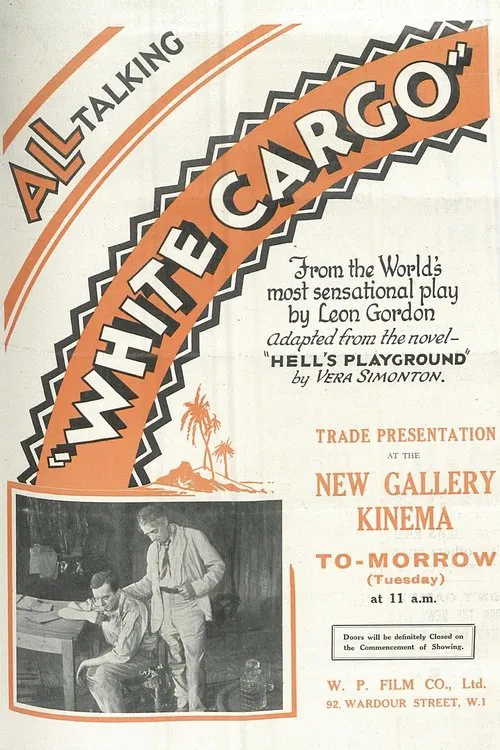 ALL TALKING
"WHITE CARGO"
From the World's
most sensational play
by Leon Gordon
Adapted from the novel-
"HELL'S PLAYGROUND"
by VERA SIMONTON.
TRADE PRESENTATION
AT THE
NEW GALLERY
KINEMA
TO-MORROW
(Tuesday)
at 11 a.m.
Doors will be definitely Closed on
the Commencement of Showing.
W. P. FILM CO., Ltd.
92, WARDOUR STREET, W.1